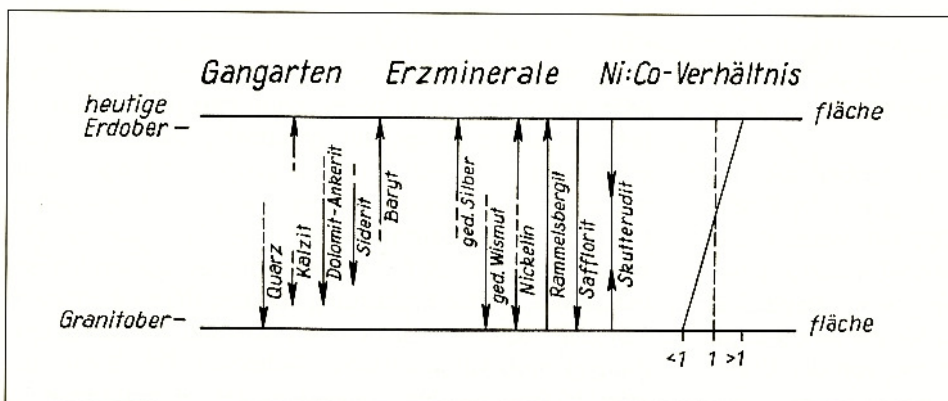 Gangarten Erzminerale Ni:Co-Verhältnis
heutige
Erdober – fläche
Quarz
Kalzit
Dolomit-Ankerit
Siderit
Baryt
ged. Silber
ged. Wismut
Nickelin
Rammelsbergit
Safflorit
Skutterudit
Granitober – fläche
<1 1 >1